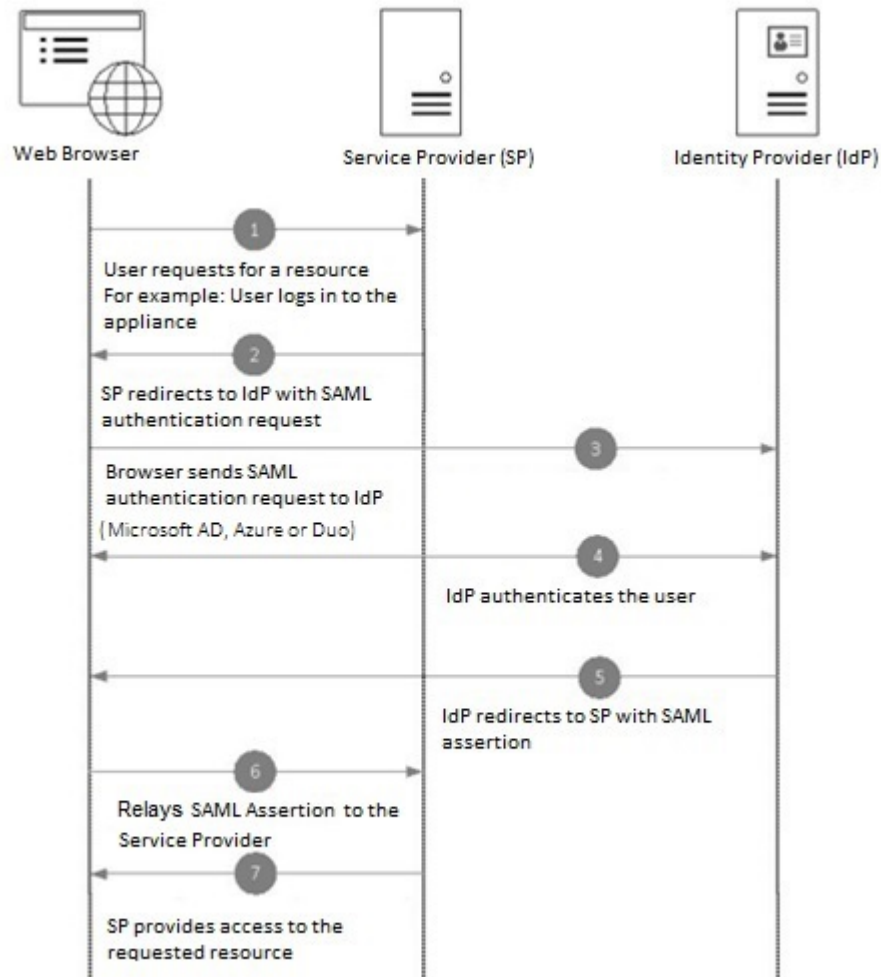 Web Browser
Service Provider (SP)
Identity Provider (IdP)
1
User requests for a resource
For example: User logs in to the
appliance
2
SP redirects to IdP with SAML
authentication request
3
Browser sends SAML
authentication request to IdP
(Microsoft AD, Azure or Duo)
4
IdP authenticates the user
5
IdP redirects to SP with SAML
assertion
6
Relays SAML Assertion to the
Service Provider
7
SP provides access to the
requested resource